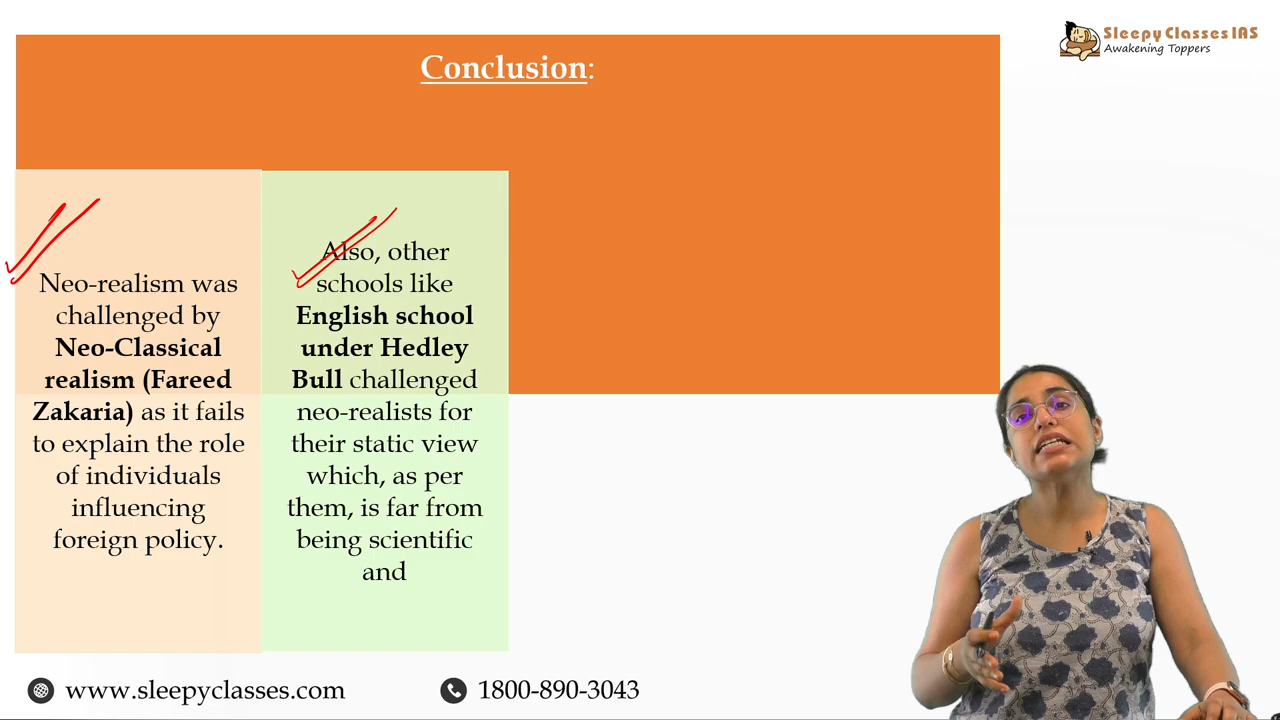 Sleepy Classes IAS
Awakening Toppers
Conclusion:
Neo-realism was
challenged by
Neo-Classical
realism (Fareed
Zakaria) as it fails
to explain the role
of individuals
influencing
foreign policy.
Also, other
schools like
English school
under Hedley
Bull challenged
neo-realists for
their static view
which, as per
them, is far from
being scientific
and
www.sleepyclasses.com
1800-890-3043